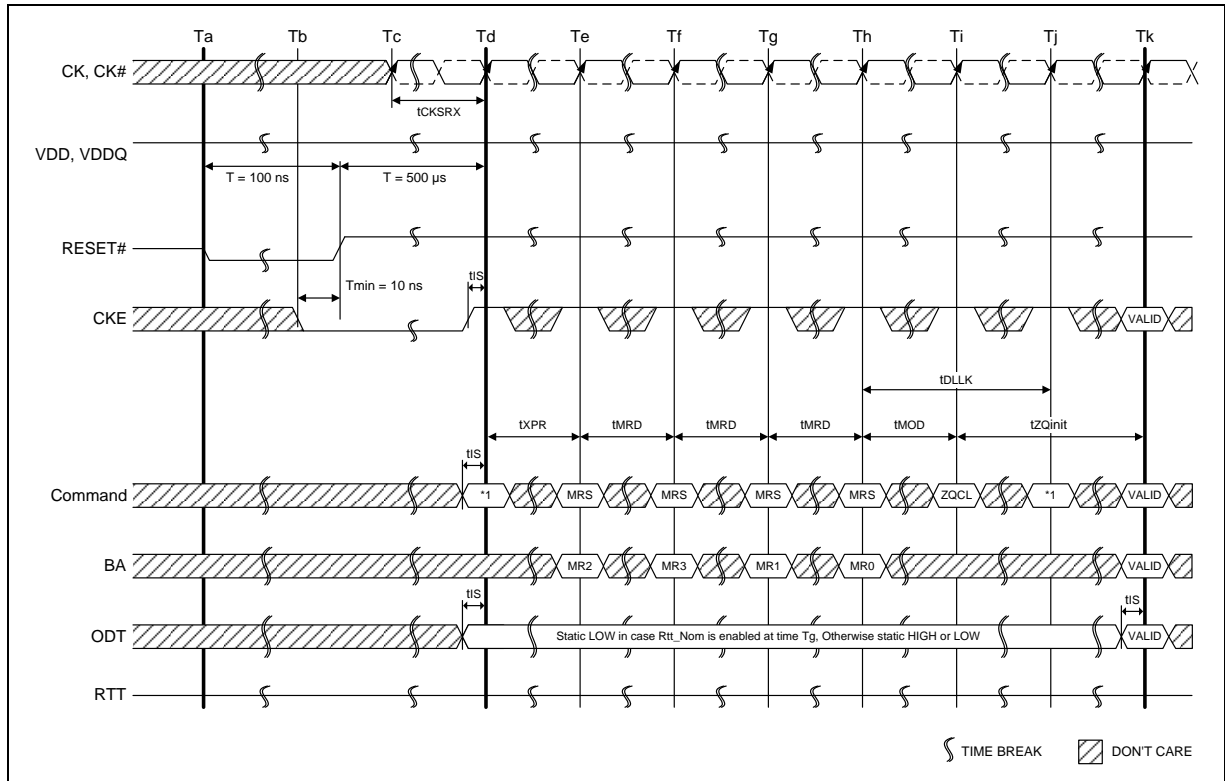 Ta Tb Tc Td Te Tf Tg Th Ti Tj Tk
CK, CK#
tCKSRX
VDD, VDDQ
T = 100 ns T = 500 µs
RESET#
Tmin = 10 ns tIS
CKE VALID
tDLLK
tXPR tMRD tMRD tMRD tMOD tZQinit
tIS
Command *1 MRS MRS MRS MRS ZQCL *1 VALID
BA MR2 MR3 MR1 MR0 VALID
tIS tIS
ODT Static LOW in case Rtt_Nom is enabled at time Tg, Otherwise static HIGH or LOW VALID
RTT
TIME BREAK DON'T CARE